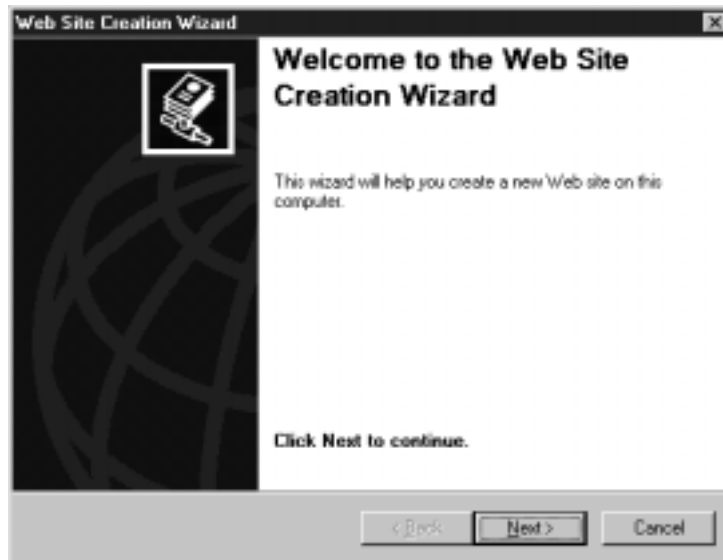 Web Site Creation Wizard
Welcome to the Web Site
Creation Wizard
This wizard will help you create a new Web site on this
computer.
Click Next to continue.
< Back
Next >
Cancel